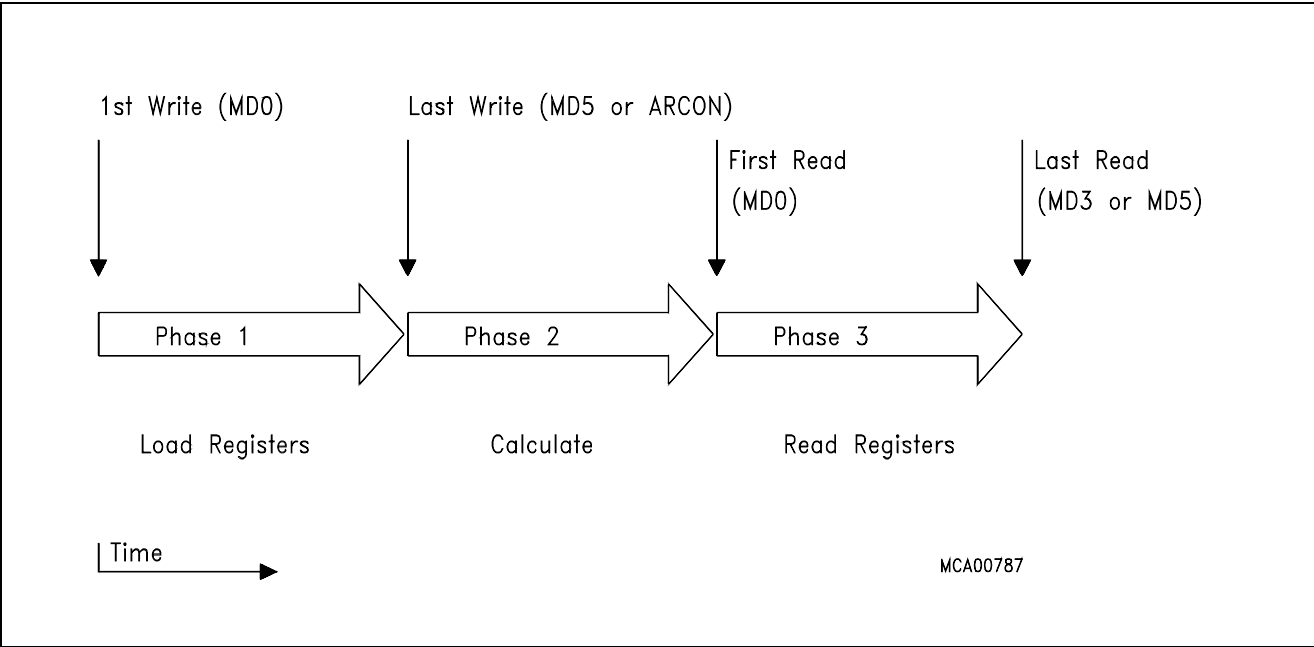 1st Write (MD0)
Last Write (MD5 or ARCON)
First Read
(MD0)
Last Read
(MD3 or MD5)
Phase 1
Phase 2
Phase 3
Load Registers
Calculate
Read Registers
Time
MCA00787